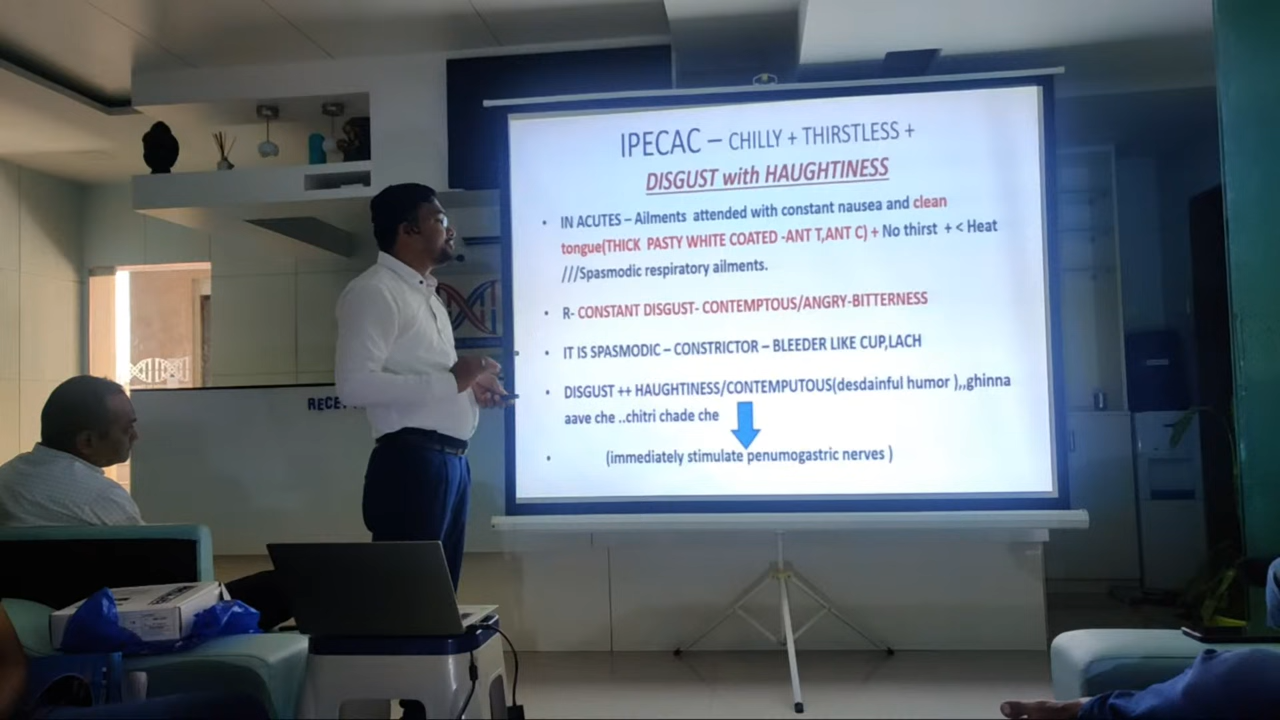 IPECAC – CHILLY + THIRSTLESS +
DISGUST with HAUGHTINESS
• IN ACUTES – Ailments attended with constant nausea and clean
tongue(THICK PASTY WHITE COATED -ANT T,ANT C) + No thirst + < Heat
///Spasmodic respiratory ailments.
• R- CONSTANT DISGUST- CONTEMPTOUS/ANGRY-BITTERNESS
• IT IS SPASMODIC – CONSTRICTOR – BLEEDER LIKE CUP,LACH
• DISGUST ++ HAUGHTINESS/CONTEMPUTOUS(desdainful humor ),,ghinna
aave che ..chitri chade che
• (immediately stimulate penumogastric nerves )
RECE